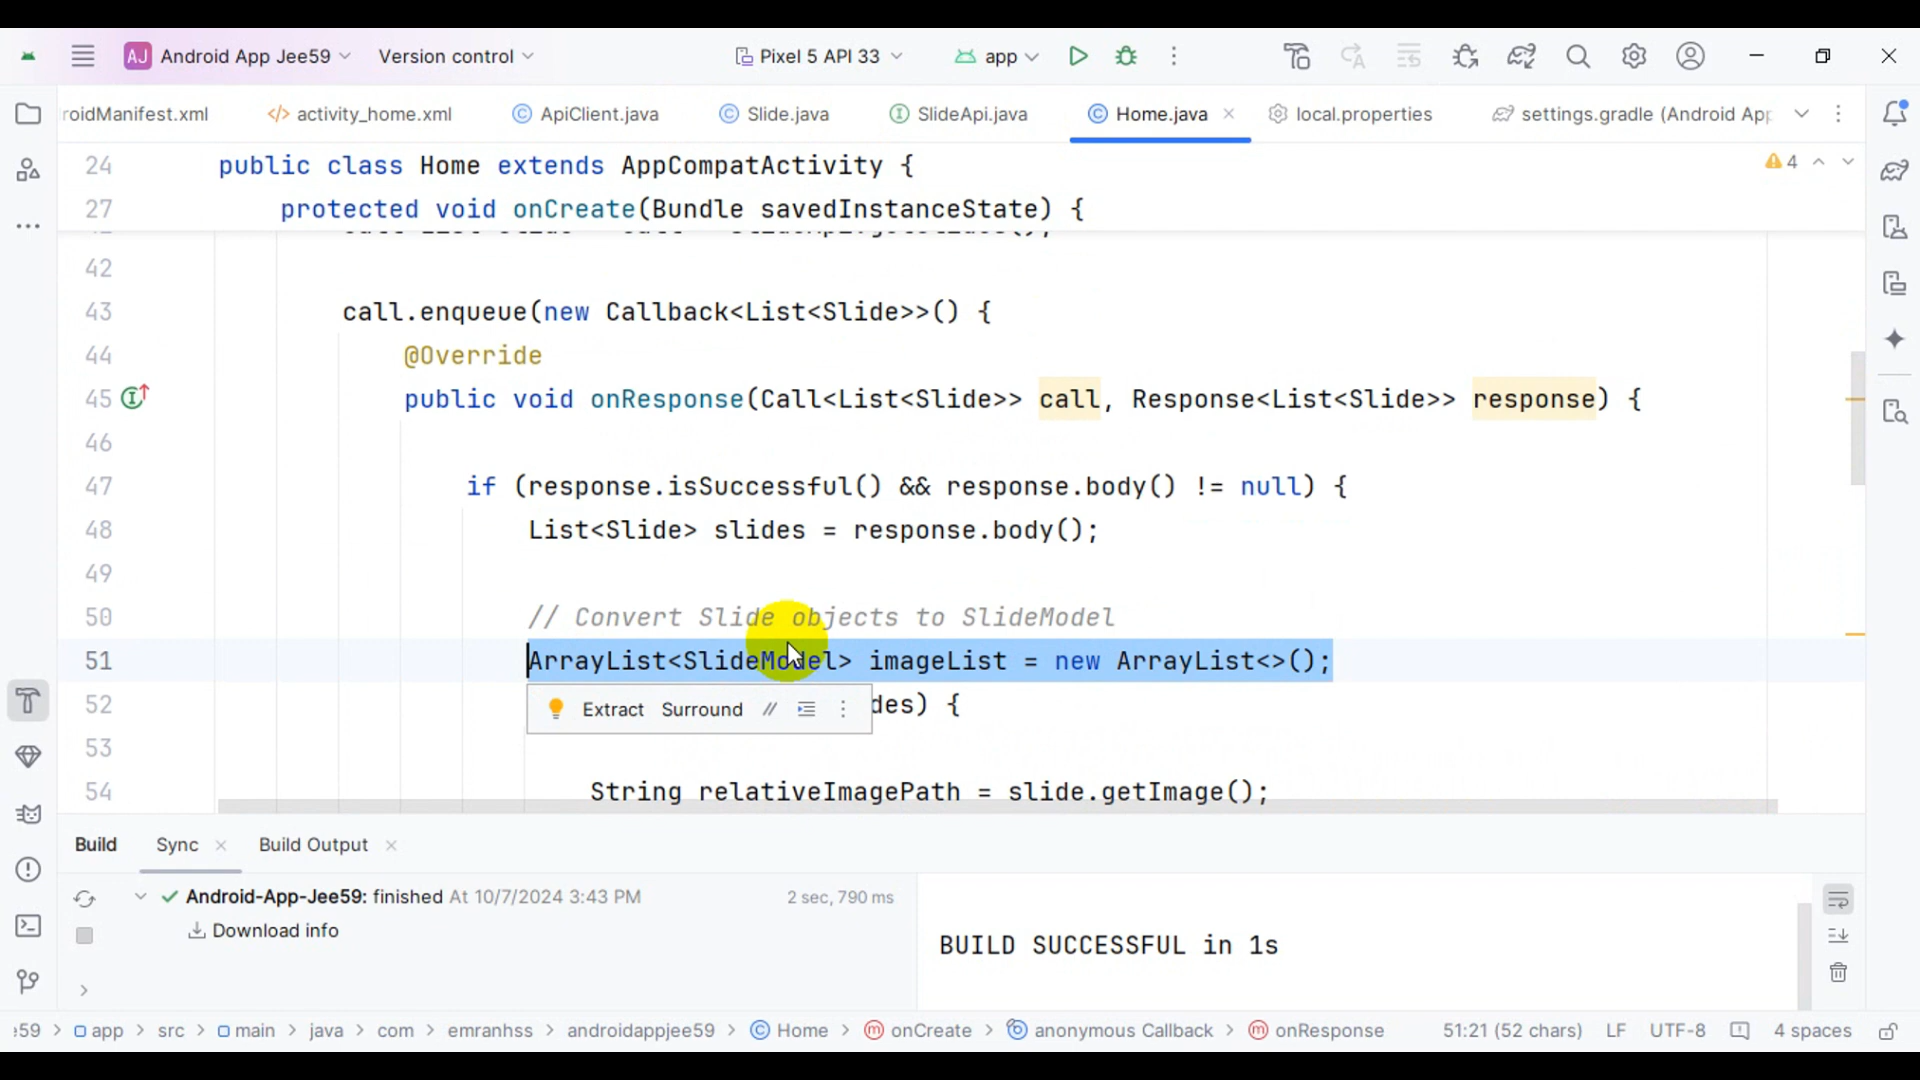 AJ Android App Jee59 Version control Pixel 5 API 33 app
roidManifest.xml activity_home.xml ApiClient.java Slide.java SlideApi.java Home.java local.properties settings.gradle (Android App
24 public class Home extends AppCompatActivity { 4
27 protected void onCreate(Bundle savedInstanceState) {
42
43 call.enqueue(new Callback<List<Slide>>() {
44 @Override
45 public void onResponse(Call<List<Slide>> call, Response<List<Slide>> response) {
46
47 if (response.isSuccessful() && response.body() != null) {
48 List<Slide> slides = response.body();
49
50 // Convert Slide objects to SlideModel
51 ArrayList<SlideModel> imageList = new ArrayList<>();
52 des) {
Extract Surround //
53
54 String relativeImagePath = slide.getImage();
Build Sync Build Output
Android-App-Jee59: finished At 10/7/2024 3:43 PM 2 sec, 790 ms
Download info
BUILD SUCCESSFUL in 1s
e59 > app > src > main > java > com > emranhss > androidappjee59 > Home > onCreate > anonymous Callback > onResponse 51:21 (52 chars) LF UTF-8 4 spaces